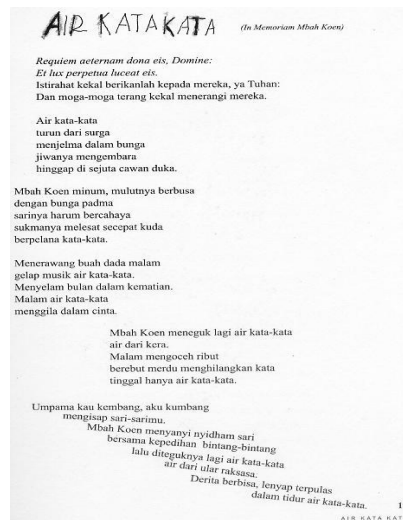 AIR KATAKATA (In Memoriam Mbah Koen)
Requiem aeternam dona eis, Domine:
Et lux perpetua luceat eis.
Istirahat kekal berikanlah kepada mereka, ya Tuhan:
Dan moga-moga terang kekal menerangi mereka.
Air kata-kata
turun dari surga
menjelma dalam bunga
jiwanya mengembara
hinggap di sejuta cawan duka.
Mbah Koen minum, mulutnya berbusa
dengan bunga padma
sarinya harum bercahaya
sukmanya melesat secepat kuda
berpelana kata-kata.
Menerawang buah dada malam
gelap musik air kata-kata.
Menyelam bulan dalam kematian.
Malam air kata-kata
menggila dalam cinta.
Mbah Koen meneguk lagi air kata-kata
air dari kera.
Malam mengoceh ribut
berebut merdu menghilangkan kata
tinggal hanya air kata-kata.
Umpama kau kembang, aku kumbang
mengisap sari-sarimu.
Mbah Koen menyanyi nyidham sari
bersama kepedihan bintang-bintang
lalu diteguknya lagi air kata-kata
air dari ular raksasa.
Derita berbisa, lenyap terpulas
dalam tidur air kata-kata.
1
AIR KATA KAT